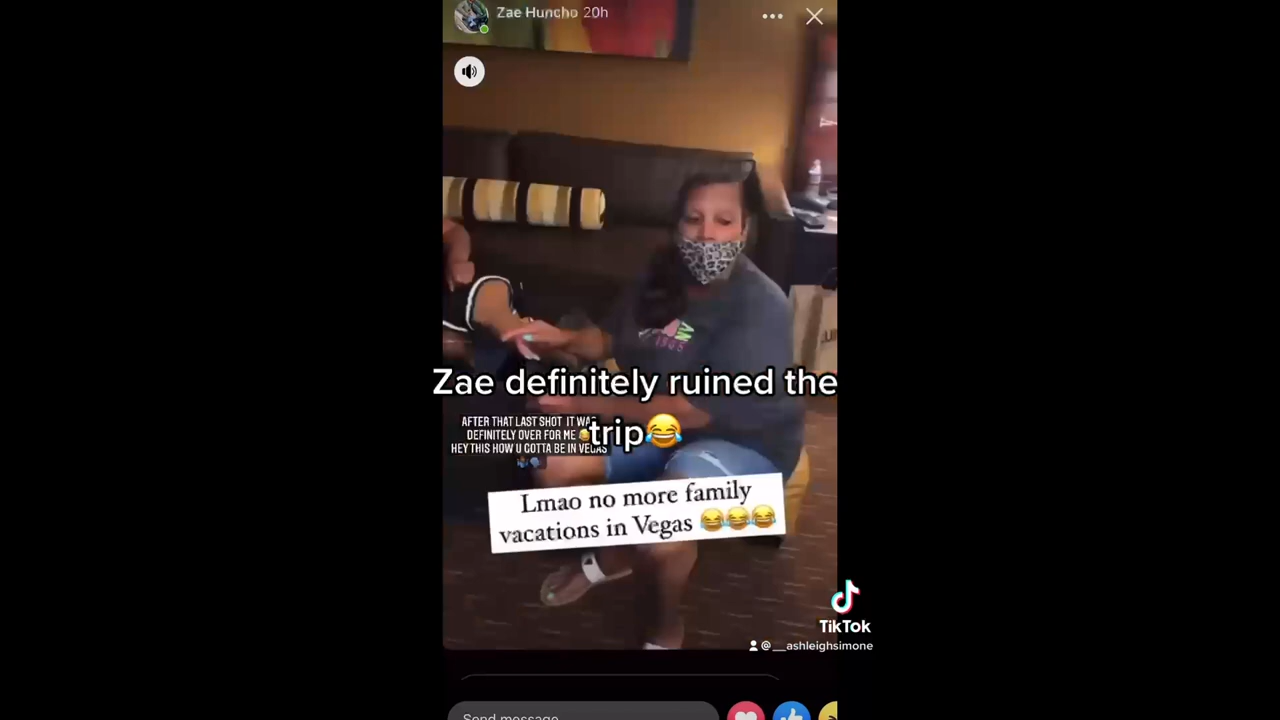 Zae Huncho 20h
1985
Zae definitely ruined the
trip😂
AFTER THAT LAST SHOT IT WAS
DEFINITELY OVER FOR ME
HEY THIS HOW U GOTTA BE IN VEGAS
Lmao no more family
vacations in Vegas 😂😂😂
TikTok
@__ashleighsimone
Send message